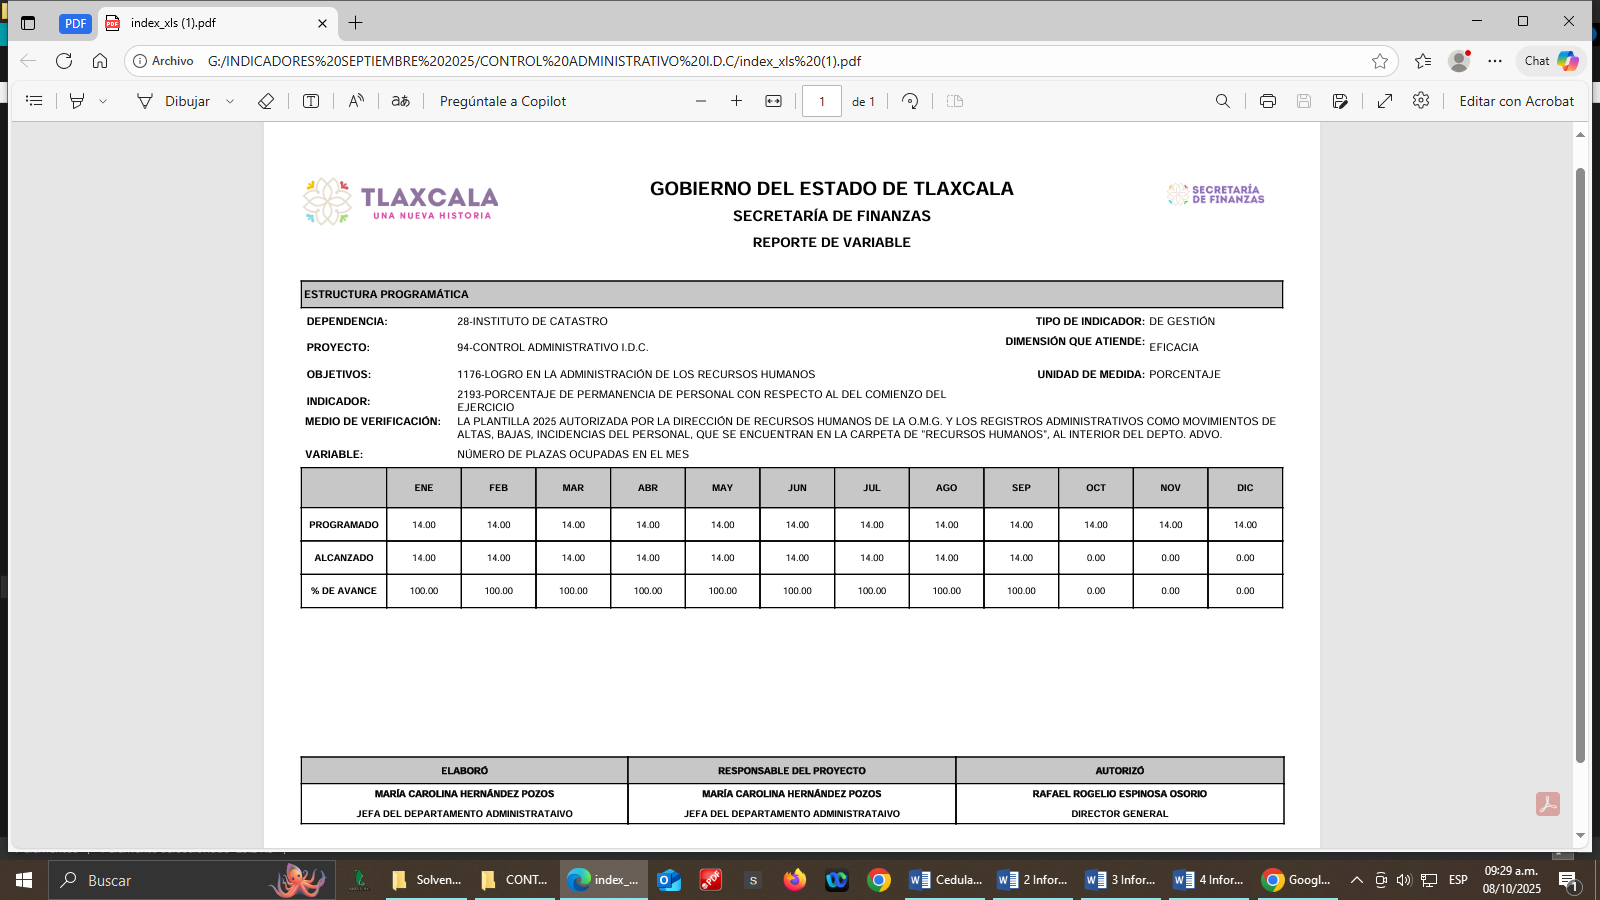 PDF
index_xls (1).pdf
Archivo
G:/INDICADORES%20SEPTIEMBRE%202025/CONTROL%20ADMINISTRATIVO%20I.D.C/index_xls%20(1).pdf
Chat
Dibujar
Pregúntale a Copilot
1
de 1
Editar con Acrobat
TLAXCALA
UNA NUEVA HISTORIA
GOBIERNO DEL ESTADO DE TLAXCALA
SECRETARÍA DE FINANZAS
REPORTE DE VARIABLE
SECRETARÍA
DE FINANZAS
ESTRUCTURA PROGRAMÁTICA
DEPENDENCIA: 28-INSTITUTO DE CATASTRO TIPO DE INDICADOR: DE GESTIÓN
PROYECTO: 94-CONTROL ADMINISTRATIVO I.D.C. DIMENSIÓN QUE ATIENDE: EFICACIA
OBJETIVOS: 1176-LOGRO EN LA ADMINISTRACIÓN DE LOS RECURSOS HUMANOS UNIDAD DE MEDIDA: PORCENTAJE
INDICADOR: 2193-PORCENTAJE DE PERMANENCIA DE PERSONAL CON RESPECTO AL DEL COMIENZO DEL
EJERCICIO
MEDIO DE VERIFICACIÓN: LA PLANTILLA 2025 AUTORIZADA POR LA DIRECCIÓN DE RECURSOS HUMANOS DE LA O.M.G. Y LOS REGISTROS ADMINISTRATIVOS COMO MOVIMIENTOS DE
ALTAS, BAJAS, INCIDENCIAS DEL PERSONAL, QUE SE ENCUENTRAN EN LA CARPETA DE "RECURSOS HUMANOS", AL INTERIOR DEL DEPTO. ADVO.
VARIABLE: NÚMERO DE PLAZAS OCUPADAS EN EL MES
ENE FEB MAR ABR MAY JUN JUL AGO SEP OCT NOV DIC
PROGRAMADO 14.00 14.00 14.00 14.00 14.00 14.00 14.00 14.00 14.00 14.00 14.00 14.00
ALCANZADO 14.00 14.00 14.00 14.00 14.00 14.00 14.00 14.00 14.00 0.00 0.00 0.00
% DE AVANCE 100.00 100.00 100.00 100.00 100.00 100.00 100.00 100.00 100.00 0.00 0.00 0.00
ELABORÓ RESPONSABLE DEL PROYECTO AUTORIZÓ
MARÍA CAROLINA HERNÁNDEZ POZOS MARÍA CAROLINA HERNÁNDEZ POZOS RAFAEL ROGELIO ESPINOSA OSORIO
JEFA DEL DEPARTAMENTO ADMINISTRATAIVO JEFA DEL DEPARTAMENTO ADMINISTRATAIVO DIRECTOR GENERAL
Buscar
Solven...
CONT...
index_...
Cedula...
2 Infor...
3 Infor...
4 Infor...
Googl...
ESP
09:29 a.m.
08/10/2025
1